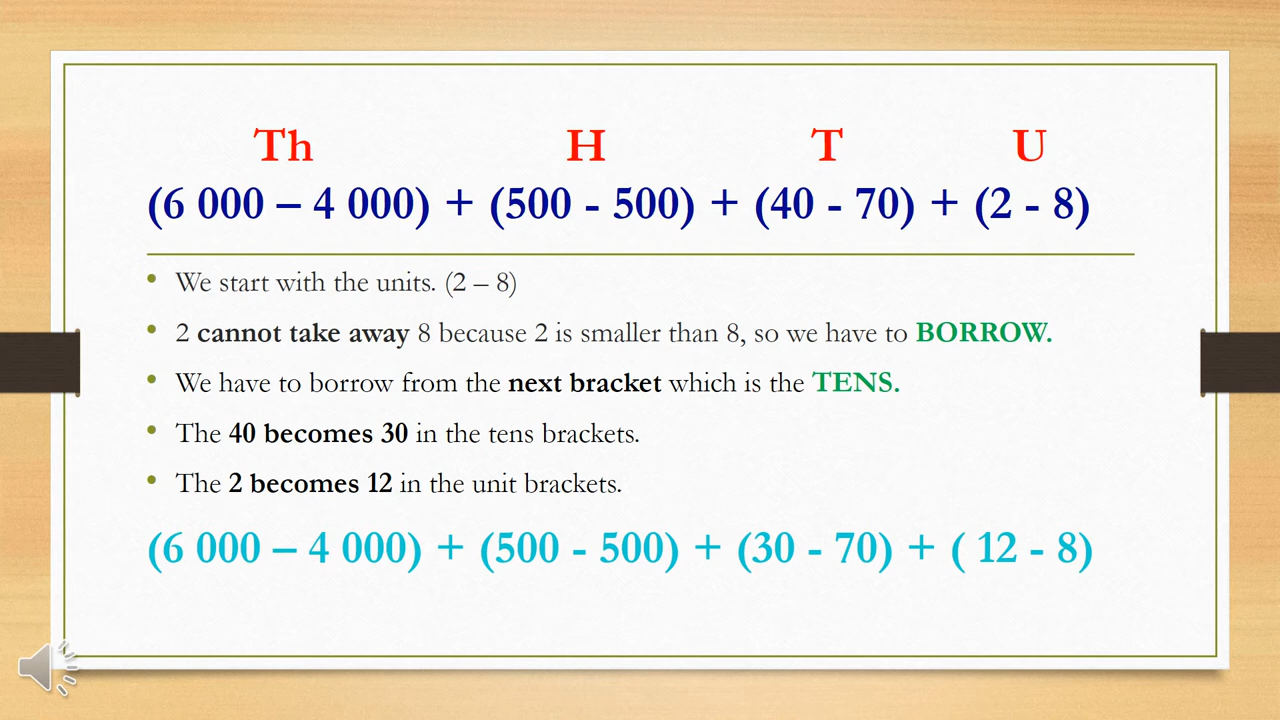 Th H T U
(6 000 – 4 000) + (500 - 500) + (40 - 70) + (2 - 8)
• We start with the units. (2 – 8)
• 2 cannot take away 8 because 2 is smaller than 8, so we have to BORROW.
• We have to borrow from the next bracket which is the TENS.
• The 40 becomes 30 in the tens brackets.
• The 2 becomes 12 in the unit brackets.
(6 000 – 4 000) + (500 - 500) + (30 - 70) + ( 12 - 8)